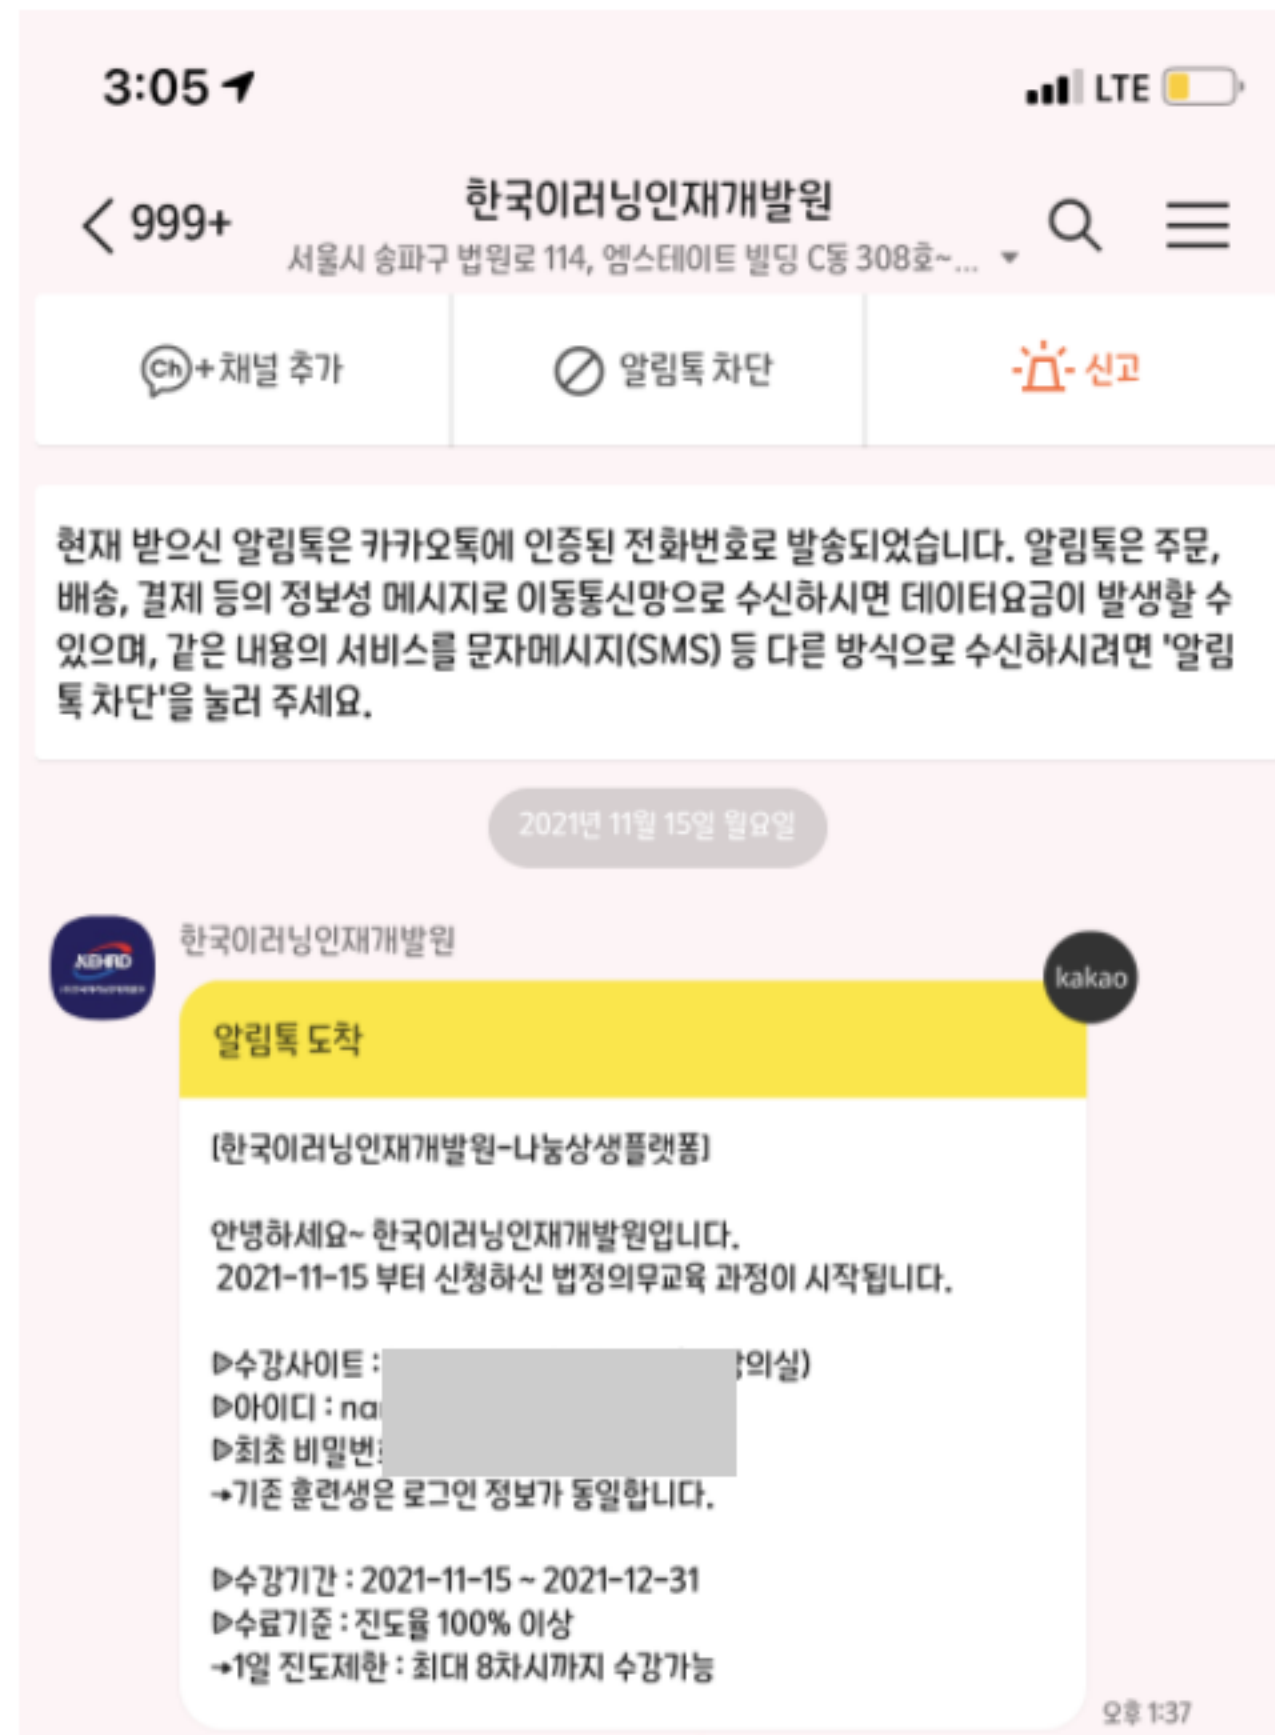 3:05
LTE
999+
한국이러닝인재개발원
서울시 송파구 법원로 114, 엠스테이트 빌딩 C동 308호~...
Ch + 채널 추가
알림톡 차단
신고
현재 받으신 알림톡은 카카오톡에 인증된 전화번호로 발송되었습니다. 알림톡은 주문,
배송, 결제 등의 정보성 메시지로 이동통신망으로 수신하시면 데이터요금이 발생할 수
있으며, 같은 내용의 서비스를 문자메시지(SMS) 등 다른 방식으로 수신하시려면 '알림
톡 차단'을 눌러 주세요.
2021년 11월 15일 월요일
KEHRD
한국이러닝인재개발원
kakao
알림톡 도착
[한국이러닝인재개발원-나눔상생플랫폼]
안녕하세요~ 한국이러닝인재개발원입니다.
2021-11-15 부터 신청하신 법정의무교육 과정이 시작됩니다.
▷수강사이트 : 의실)
▷아이디 : na
▷최초 비밀번
→기존 훈련생은 로그인 정보가 동일합니다.
▷수강기간 : 2021-11-15 ~ 2021-12-31
▷수료기준 : 진도율 100% 이상
→1일 진도제한 : 최대 8차시까지 수강가능
오후 1:37